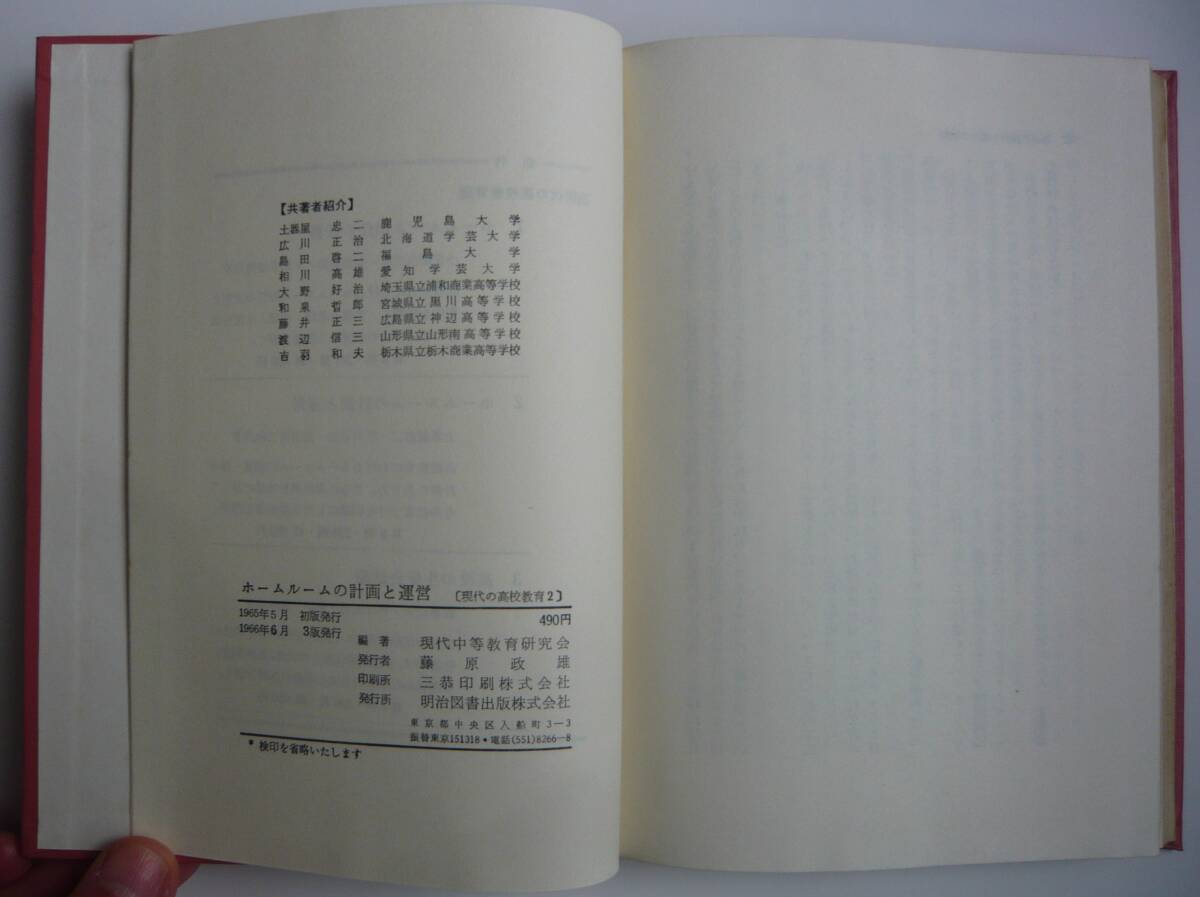 【共著者紹介】
土器屋 忠二 鹿児島大学
広川 正治 北海道学芸大学
島田 啓二 福島大学
相川 高雄 愛知学芸大学
大野 好治 埼玉県立浦和商業高等学校
和泉 哲郎 宮城県立黒川高等学校
藤井 正三 広島県立神辺高等学校
渡辺 信三 山形県立山形南高等学校
吉羽 和夫 栃木県立栃木商業高等学校
ホームルームの計画と運営 〔現代の高校教育2〕
490円
1965年5月 初版発行
1966年6月 3版発行
編著 現代中等教育研究会
発行者 藤原政雄
印刷所 三恭印刷株式会社
発行所 明治図書出版株式会社
東京都中央区入船町3−3
振替東京151318・電話(551)8266−8
* 検印を省略いたします